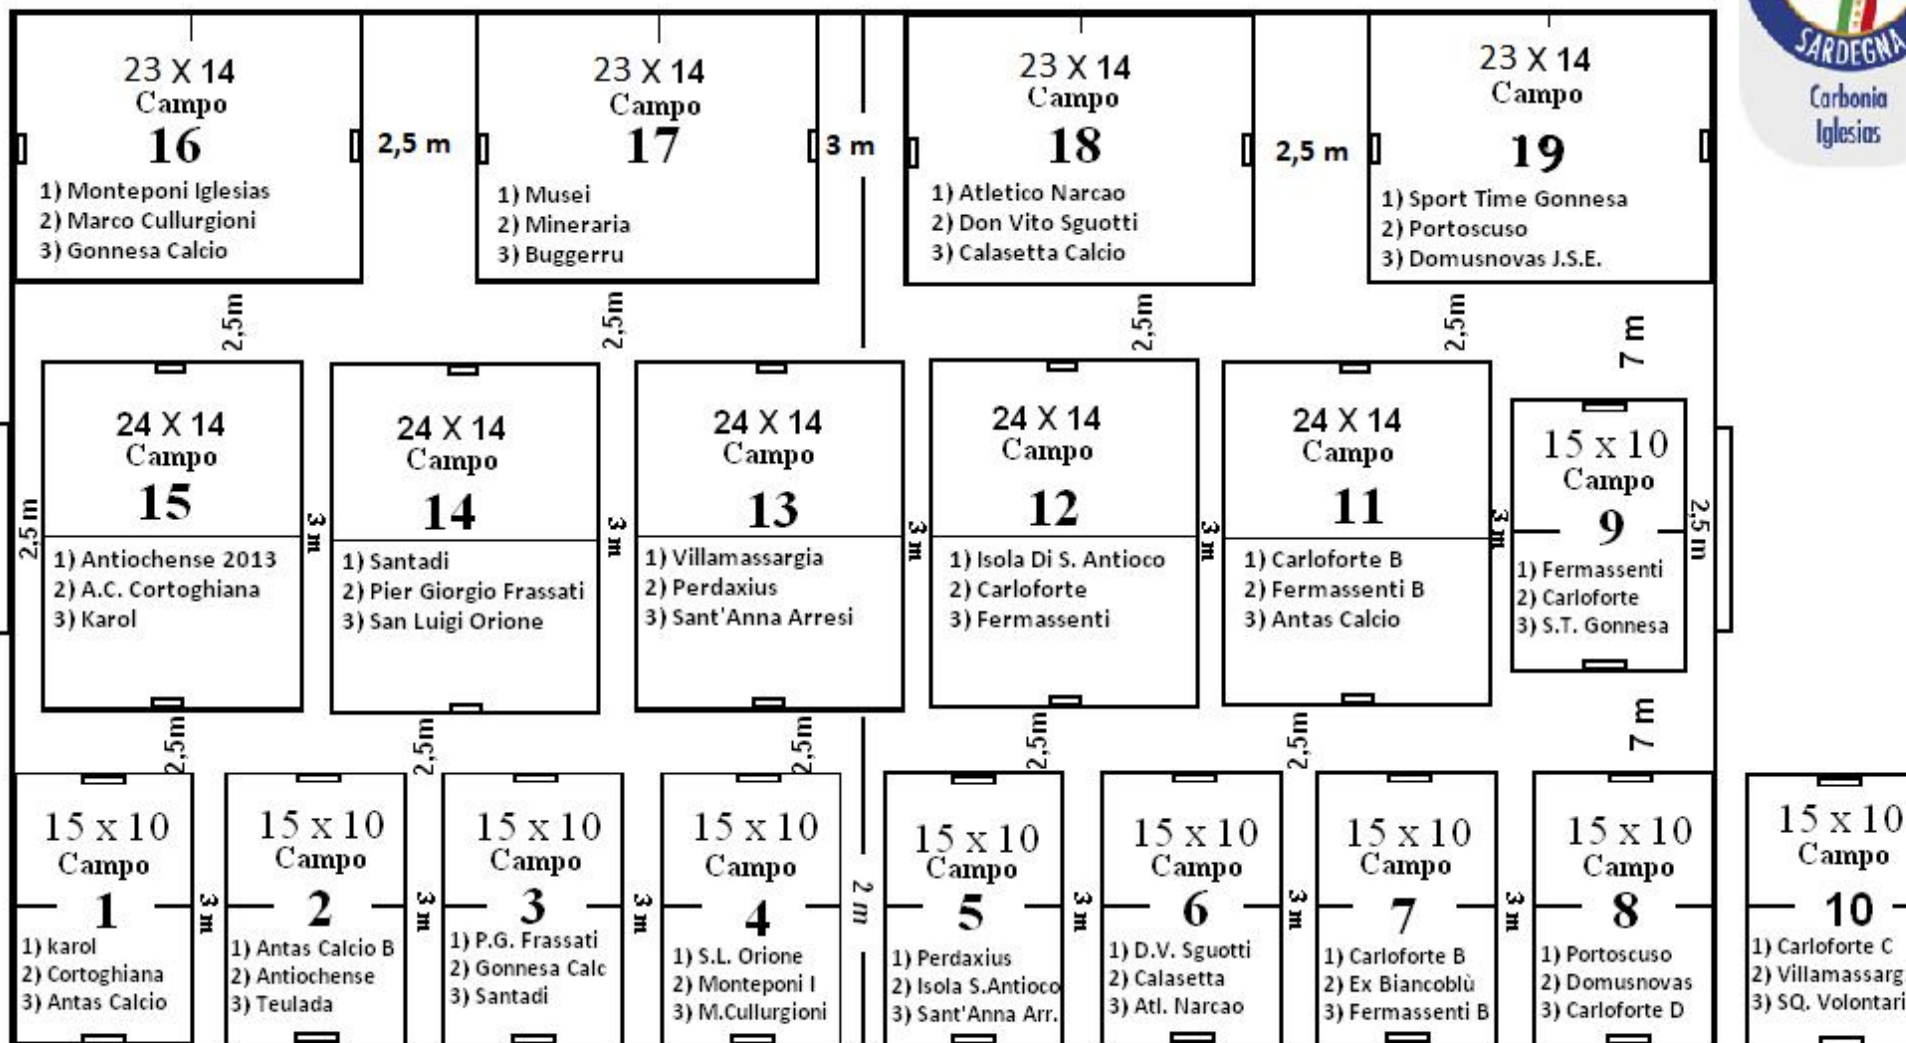 SARDEGNA
Carbonia
Iglesias
23 X 14
Campo
16
1) Monteponi Iglesias
2) Marco Cullurgioni
3) Gonnesa Calcio
2,5 m
23 X 14
Campo
17
1) Musei
2) Mineraria
3) Buggerru
3 m
23 X 14
Campo
18
1) Atletico Narcao
2) Don Vito Sguotti
3) Calasetta Calcio
2,5 m
23 X 14
Campo
19
1) Sport Time Gonnesa
2) Portoscuso
3) Domusnovas J.S.E.
2,5m
2,5m
2,5m
2,5m
7 m
2,5 m
24 X 14
Campo
15
1) Antiochense 2013
2) A.C. Cortoghiana
3) Karol
3 m
24 X 14
Campo
14
1) Santadi
2) Pier Giorgio Frassati
3) San Luigi Orione
3 m
24 X 14
Campo
13
1) Villamassargia
2) Perdaxius
3) Sant'Anna Arresi
3 m
24 X 14
Campo
12
1) Isola Di S. Antioco
2) Carloforte
3) Fermassenti
3 m
24 X 14
Campo
11
1) Carloforte B
2) Fermassenti B
3) Antas Calcio
3 m
15 x 10
Campo
9
1) Fermassenti
2) Carloforte
3) S.T. Gonnesa
2,5 m
2,5m
2,5m
2,5m
2,5m
2,5m
7 m
15 x 10
Campo
1
1) karol
2) Cortoghiana
3) Antas Calcio
3 m
15 x 10
Campo
2
1) Antas Calcio B
2) Antiochense
3) Teulada
3 m
15 x 10
Campo
3
1) P.G. Frassati
2) Gonnesa Calc
3) Santadi
3 m
15 x 10
Campo
4
1) S.L. Orione
2) Monteponi I
3) M.Cullurgioni
2 m
15 x 10
Campo
5
1) Perdaxius
2) Isola S.Antioco
3) Sant'Anna Arr.
3 m
15 x 10
Campo
6
1) D.V. Sguotti
2) Calasetta
3) Atl. Narcao
3 m
15 x 10
Campo
7
1) Carloforte B
2) Ex Biancoblù
3) Fermassenti B
3 m
15 x 10
Campo
8
1) Portoscuso
2) Domusnovas
3) Carloforte D
15 x 10
Campo
10
1) Carloforte C
2) Villamassarg
3) SQ. Volontari